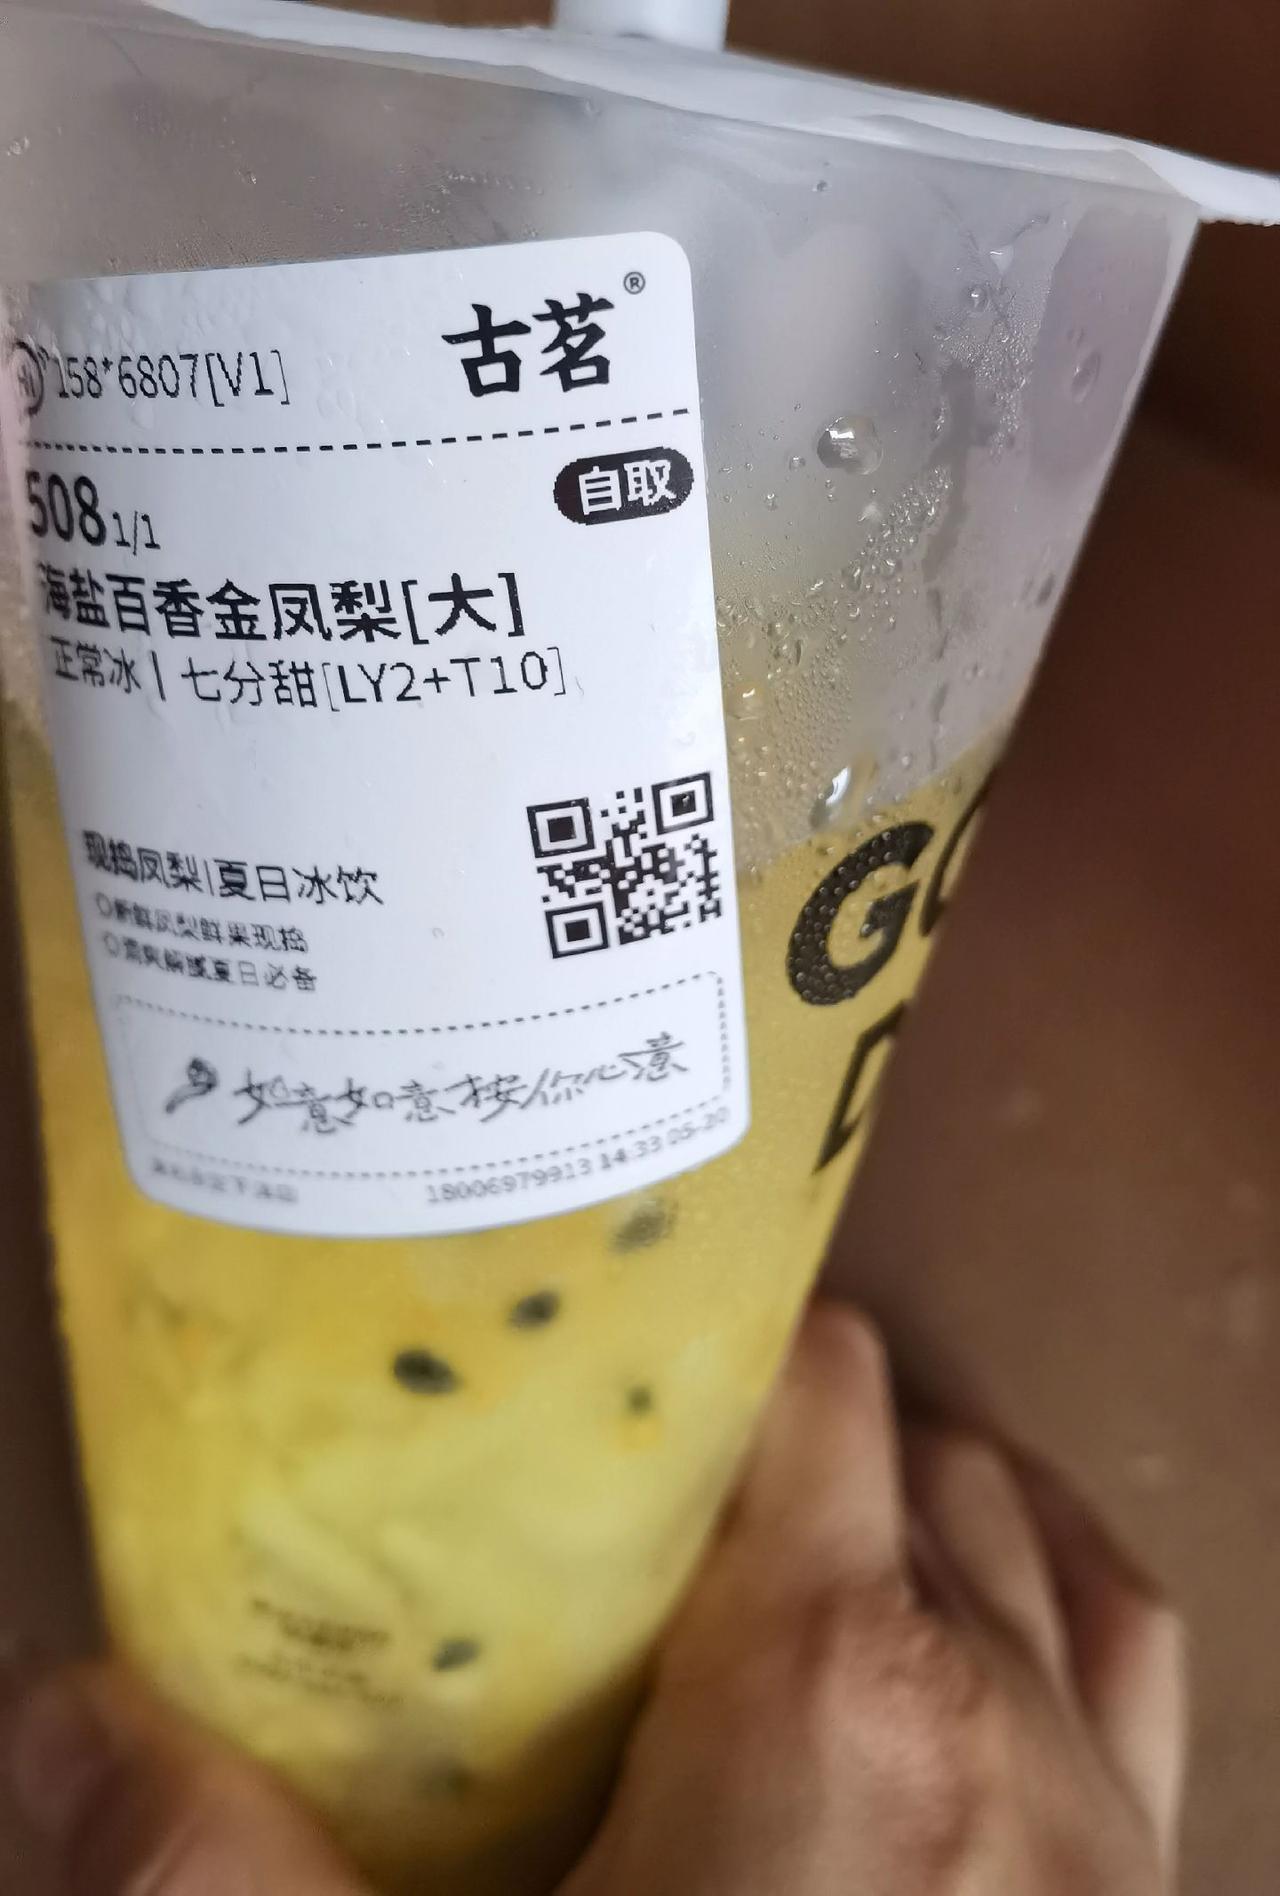 古茗®
158*6807[V1]
自取
508 1/1
海盐百香金凤梨[大]
正常冰 | 七分甜[LY2+T10]
现捣凤梨|夏日冰饮
新鲜凤梨鲜果现捣
清爽解腻夏日必备
如意如意按你心意
18006979913 14:33 05-20